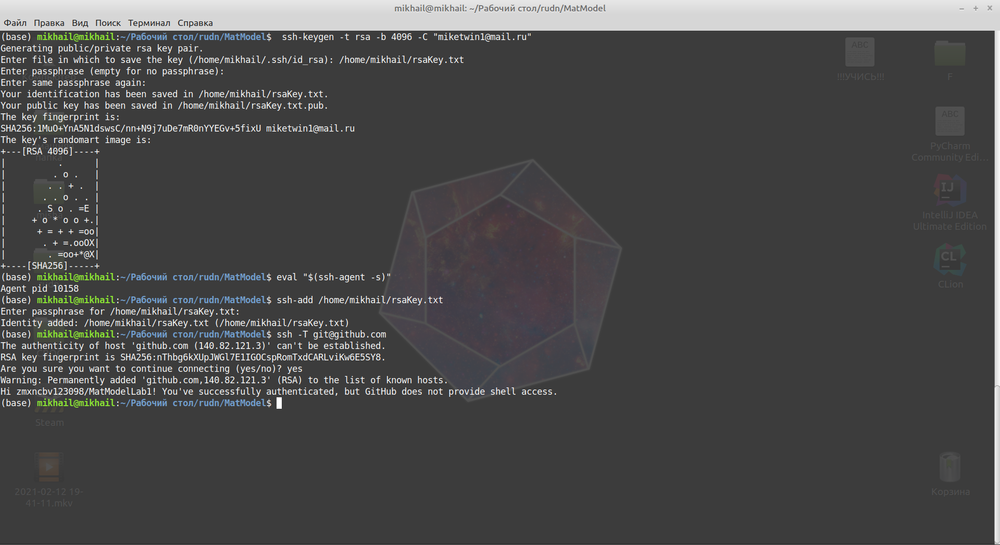 mikhail@mikhail: ~/Рабочий стол/rudn/MatModel
Файл Правка Вид Поиск Терминал Справка
(base) mikhail@mikhail:~/Рабочий стол/rudn/MatModel$  ssh-keygen -t rsa -b 4096 -C "miketwin1@mail.ru"
Generating public/private rsa key pair.
Enter file in which to save the key (/home/mikhail/.ssh/id_rsa): /home/mikhail/rsaKey.txt
Enter passphrase (empty for no passphrase):
Enter same passphrase again:
Your identification has been saved in /home/mikhail/rsaKey.txt.
Your public key has been saved in /home/mikhail/rsaKey.txt.pub.
The key fingerprint is:
SHA256:1MuO+YnA5N1dswsC/nn+N9j7uDe7mR0nYYEGv+5fixU miketwin1@mail.ru
The key's randomart image is:
+---[RSA 4096]----+
|          .      |
|         . o .   |
|        . . + .  |
|       . . o . . |
|      . S o . =E |
|     + o * o o +.|
|      + = + + =oo|
|       . + =.ooOX|
|        . =oo+*@X|
+----[SHA256]-----+
(base) mikhail@mikhail:~/Рабочий стол/rudn/MatModel$ eval "$(ssh-agent -s)"
Agent pid 10158
(base) mikhail@mikhail:~/Рабочий стол/rudn/MatModel$ ssh-add /home/mikhail/rsaKey.txt
Enter passphrase for /home/mikhail/rsaKey.txt:
Identity added: /home/mikhail/rsaKey.txt (/home/mikhail/rsaKey.txt)
(base) mikhail@mikhail:~/Рабочий стол/rudn/MatModel$ ssh -T git@github.com
The authenticity of host 'github.com (140.82.121.3)' can't be established.
RSA key fingerprint is SHA256:nThbg6kXUpJWGl7E1IGOCspRomTxdCARLviKw6E5SY8.
Are you sure you want to continue connecting (yes/no)? yes
Warning: Permanently added 'github.com,140.82.121.3' (RSA) to the list of known hosts.
Hi zmxncbv123098/MatModelLab1! You've successfully authenticated, but GitHub does not provide shell access.
(base) mikhail@mikhail:~/Рабочий стол/rudn/MatModel$
Компьютер
папка
misha
Steam
2021-02-12 19-
41-11.mkv
ABC
!!!УЧИСЬ!!!
F
ABC
PyCharm
Community Edi...
IJ
IntelliJ IDEA
Ultimate Edition
CL
CLion
Корзина